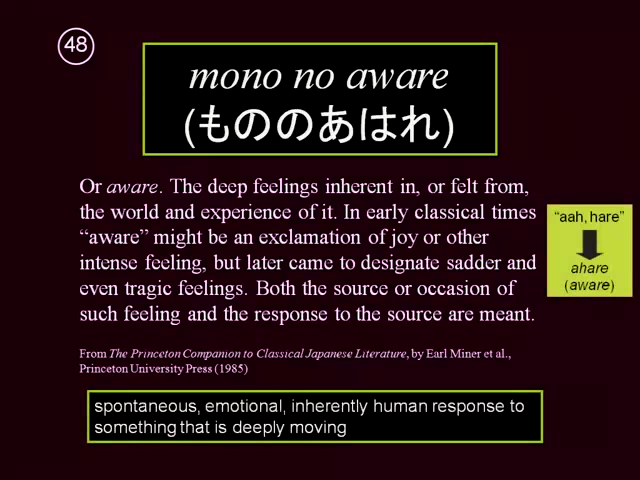 48
mono no aware
(もののあはれ)
Or aware. The deep feelings inherent in, or felt from,
the world and experience of it. In early classical times
“aware” might be an exclamation of joy or other
intense feeling, but later came to designate sadder and
even tragic feelings. Both the source or occasion of
such feeling and the response to the source are meant.
“aah, hare”
ahare
(aware)
From The Princeton Companion to Classical Japanese Literature, by Earl Miner et al.,
Princeton University Press (1985)
spontaneous, emotional, inherently human response to
something that is deeply moving